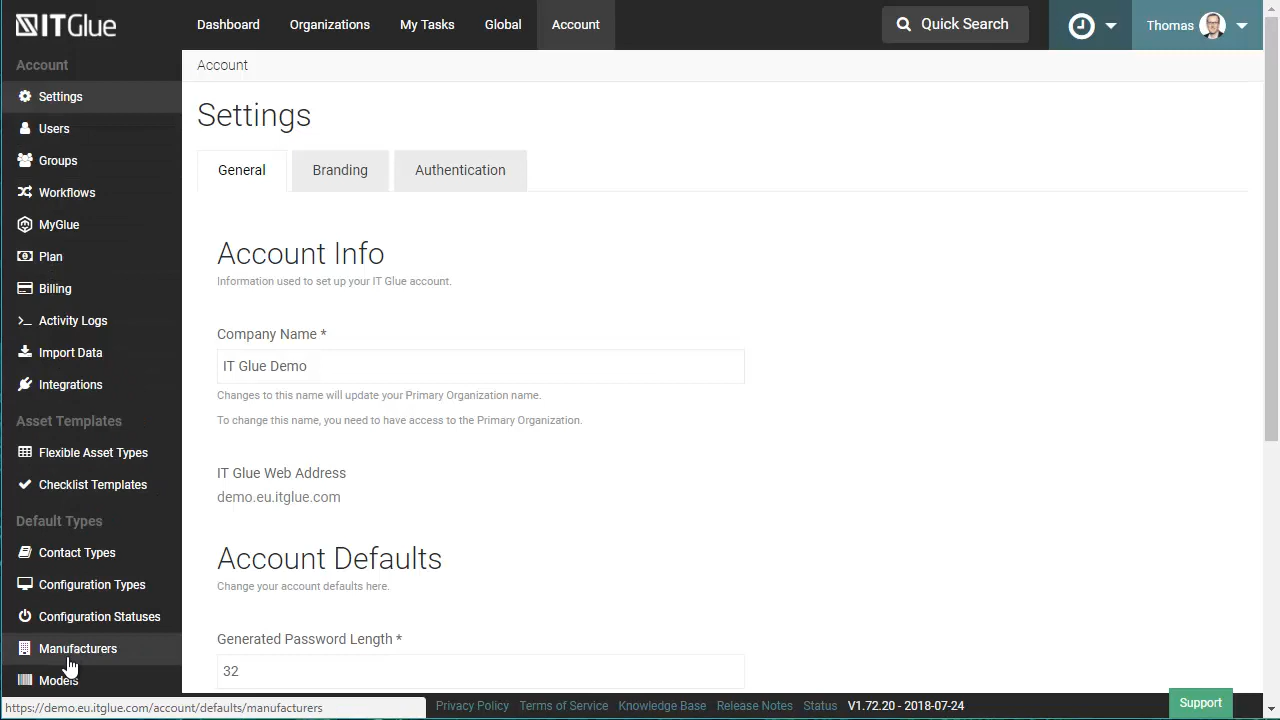 ITGlue
Dashboard
Organizations
My Tasks
Global
Account
Quick Search
Thomas
Account
Settings
Users
Groups
Workflows
MyGlue
Plan
Billing
Activity Logs
Import Data
Integrations
Asset Templates
Flexible Asset Types
Checklist Templates
Default Types
Contact Types
Configuration Types
Configuration Statuses
Manufacturers
Models
https://demo.eu.itglue.com/account/defaults/manufacturers
Account
Settings
General
Branding
Authentication
Account Info
Information used to set up your IT Glue account.
Company Name *
IT Glue Demo
Changes to this name will update your Primary Organization name.
To change this name, you need to have access to the Primary Organization.
IT Glue Web Address
demo.eu.itglue.com
Account Defaults
Change your account defaults here.
Generated Password Length *
32
Privacy Policy
Terms of Service
Knowledge Base
Release Notes
Status
V1.72.20 - 2018-07-24
Support